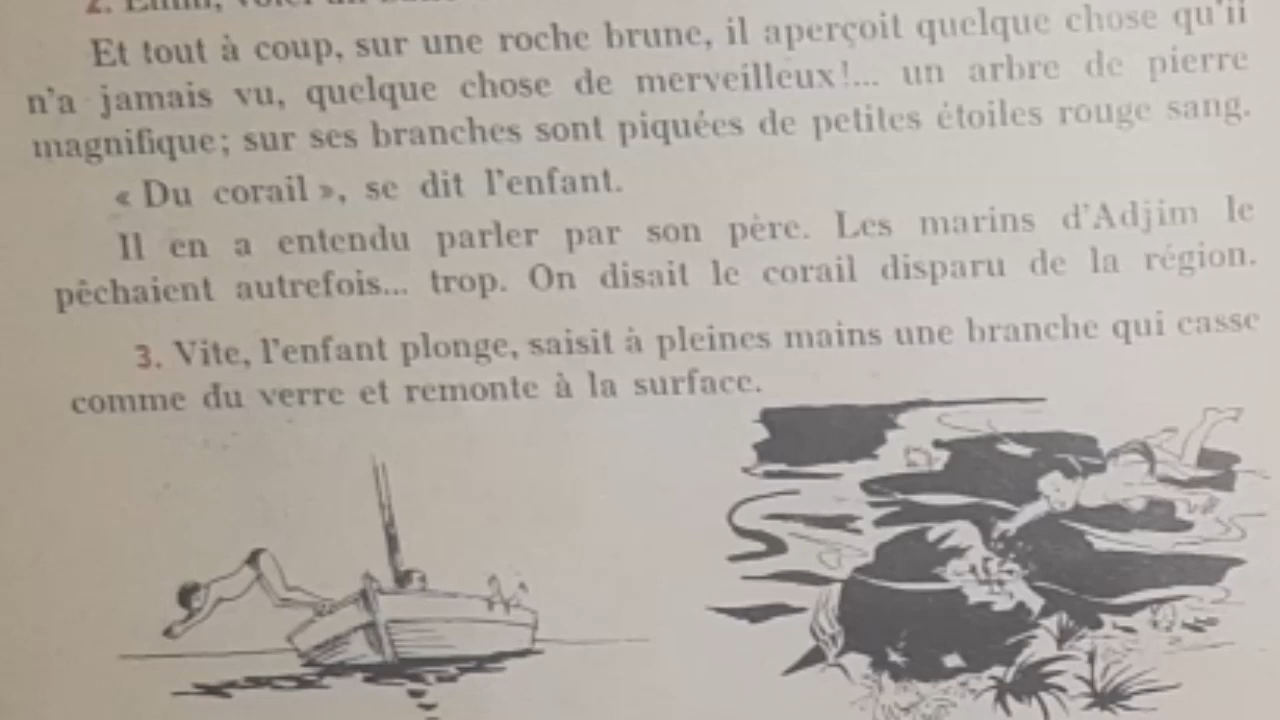 2. Enfin, voici un
Et tout à coup, sur une roche brune, il aperçoit quelque chose qu'il
n'a jamais vu, quelque chose de merveilleux!... un arbre de pierre
magnifique; sur ses branches sont piquées de petites étoiles rouge sang.
« Du corail », se dit l'enfant.
Il en a entendu parler par son père. Les marins d'Adjim le
pêchaient autrefois... trop. On disait le corail disparu de la région.
3. Vite, l'enfant plonge, saisit à pleines mains une branche qui casse
comme du verre et remonte à la surface.